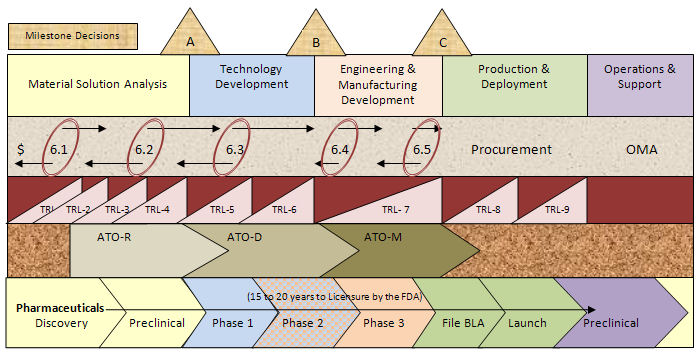 Milestone Decisions
A
B
C
Material Solution Analysis
Technology
Development
Engineering &
Manufacturing
Development
Production &
Deployment
Operations &
Support
$
6.1
6.2
6.3
6.4
6.5
Procurement
OMA
TRL-2
TRL-3
TRL-4
TRL-5
TRL-6
TRL- 7
TRL-8
TRL-9
ATO-R
ATO-D
ATO-M
(15 to 20 years to Licensure by the FDA)
Pharmaceuticals
Discovery
Preclinical
Phase 1
Phase 2
Phase 3
File BLA
Launch
Preclinical